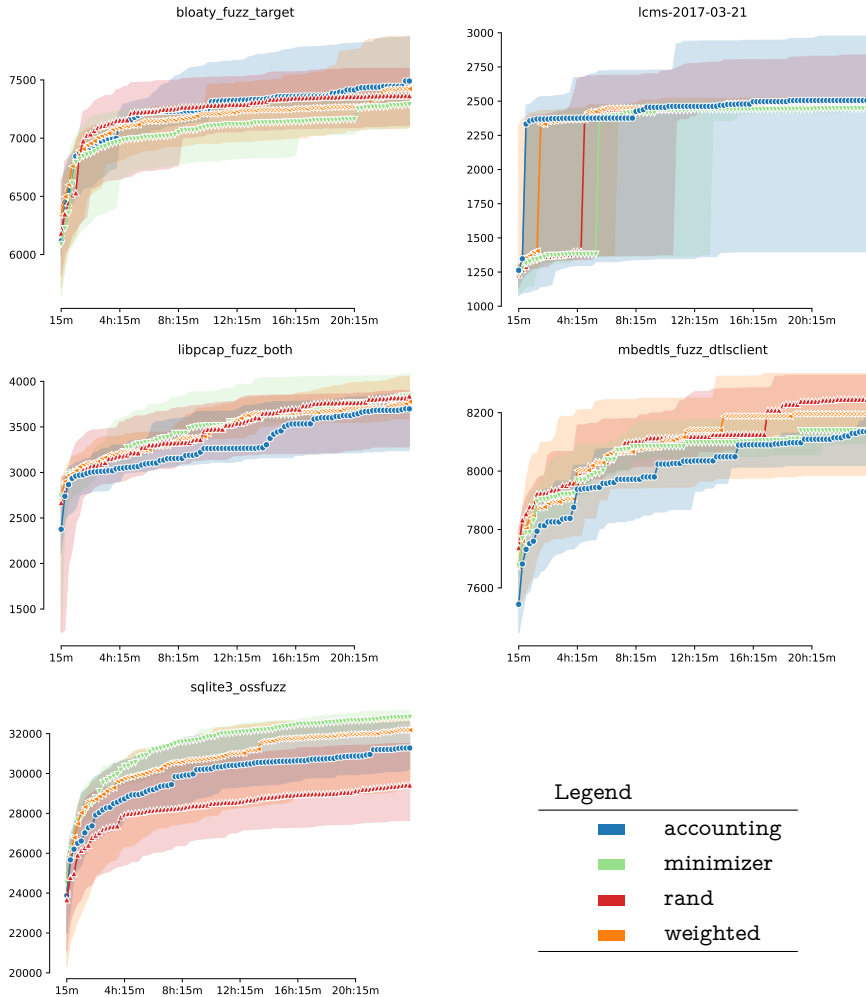 bloaty_fuzz_target
7500
7000
6500
6000
15m 4h:15m 8h:15m 12h:15m 16h:15m 20h:15m
lcms-2017-03-21
3000
2750
2500
2250
2000
1750
1500
1250
1000
15m 4h:15m 8h:15m 12h:15m 16h:15m 20h:15m
libpcap_fuzz_both
4000
3500
3000
2500
2000
1500
15m 4h:15m 8h:15m 12h:15m 16h:15m 20h:15m
mbedtls_fuzz_dtlsclient
8200
8000
7800
7600
15m 4h:15m 8h:15m 12h:15m 16h:15m 20h:15m
sqlite3_ossfuzz
32000
30000
28000
26000
24000
22000
20000
15m 4h:15m 8h:15m 12h:15m 16h:15m 20h:15m
Legend
accounting
minimizer
rand
weighted